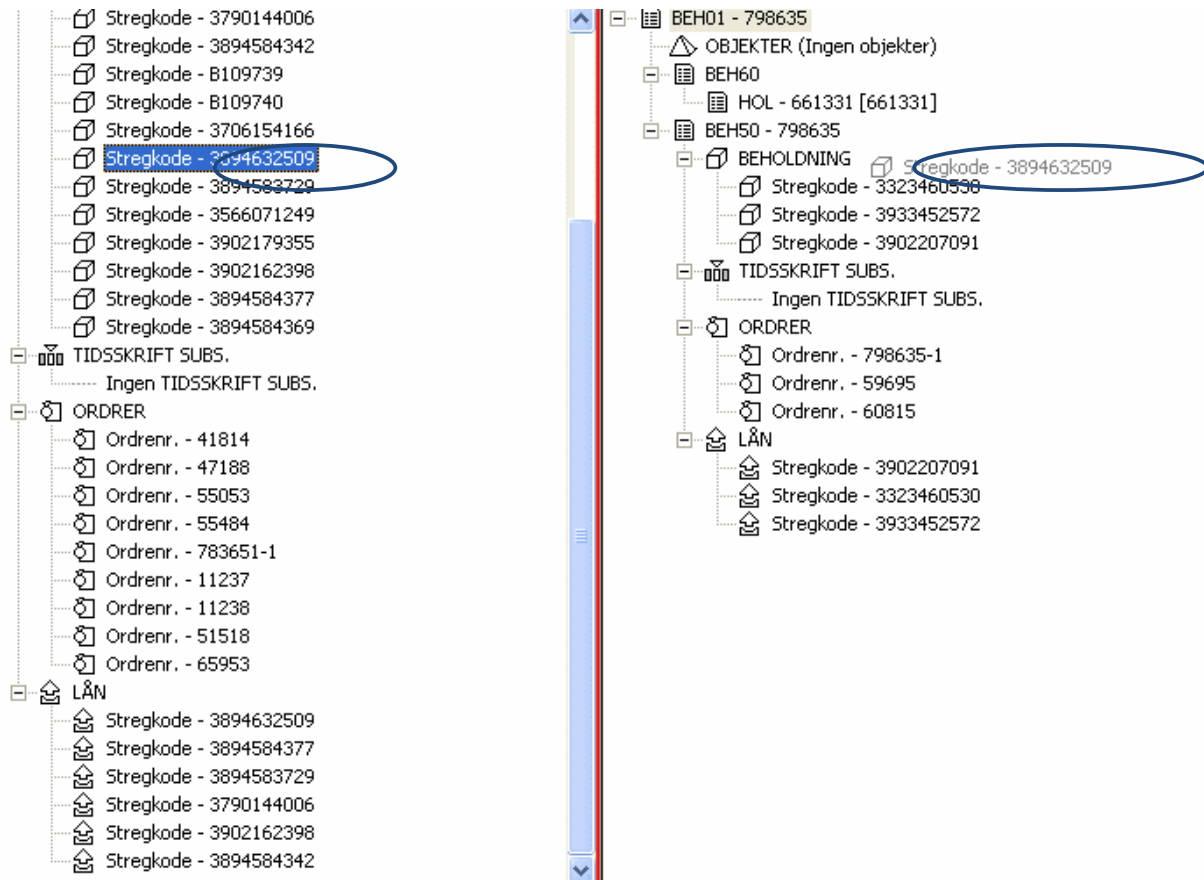 Stregkode - 3790144006
Stregkode - 3894584342
Stregkode - B109739
Stregkode - B109740
Stregkode - 3706154166
Stregkode - 3894632509
Stregkode - 3894583729
Stregkode - 3566071249
Stregkode - 3902179355
Stregkode - 3902162398
Stregkode - 3894584377
Stregkode - 3894584369
TIDSSKRIFT SUBS.
Ingen TIDSSKRIFT SUBS.
ORDRER
Ordrenr. - 41814
Ordrenr. - 47188
Ordrenr. - 55053
Ordrenr. - 55484
Ordrenr. - 783651-1
Ordrenr. - 11237
Ordrenr. - 11238
Ordrenr. - 51518
Ordrenr. - 65953
LÅN
Stregkode - 3894632509
Stregkode - 3894584377
Stregkode - 3894583729
Stregkode - 3790144006
Stregkode - 3902162398
Stregkode - 3894584342
BEH01 - 798635
OBJEKTER (Ingen objekter)
BEH60
HOL - 661331 [661331]
BEH50 - 798635
BEHOLDNING
Stregkode - 3894632509
Stregkode - 3323460530
Stregkode - 3933452572
Stregkode - 3902207091
TIDSSKRIFT SUBS.
Ingen TIDSSKRIFT SUBS.
ORDRER
Ordrenr. - 798635-1
Ordrenr. - 59695
Ordrenr. - 60815
LÅN
Stregkode - 3902207091
Stregkode - 3323460530
Stregkode - 3933452572